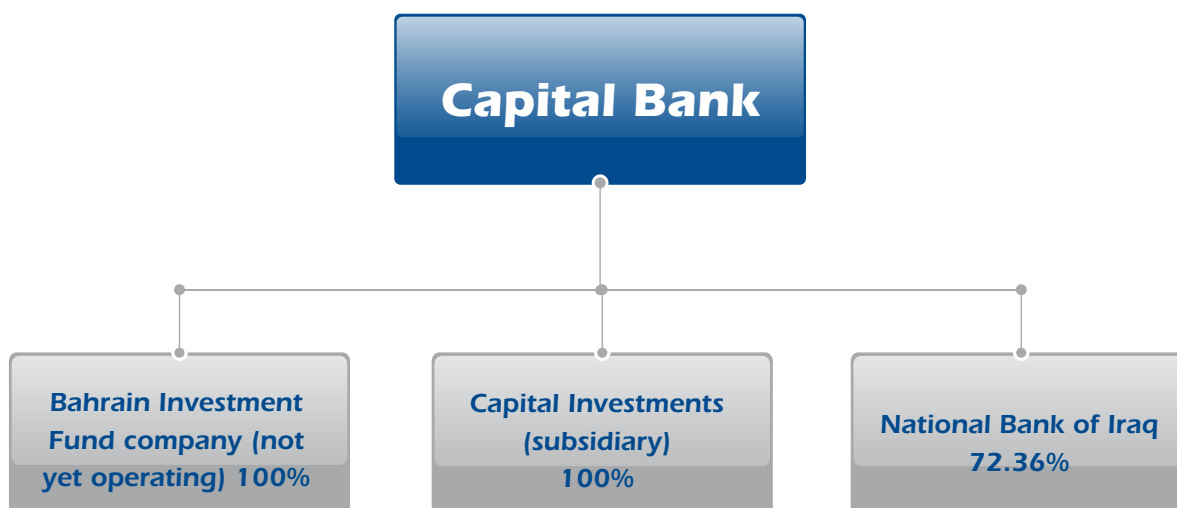 Capital Bank
Bahrain Investment
Fund company (not
yet operating) 100%
Capital Investments
(subsidiary)
100%
National Bank of Iraq
72.36%